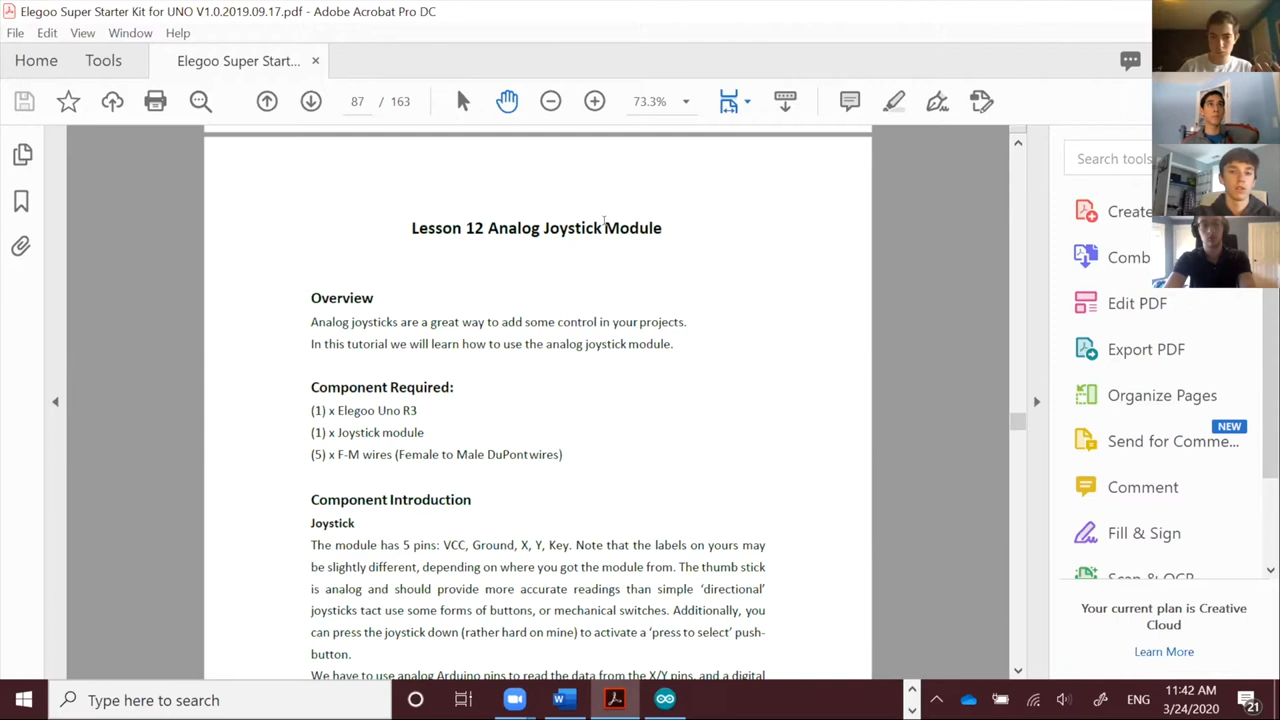 Elegoo Super Starter Kit for UNO V1.0.2019.09.17.pdf - Adobe Acrobat Pro DC
File Edit View Window Help
Home Tools Elegoo Super Start... ×
87 / 163 73.3%
Lesson 12 Analog Joystick Module
Overview
Analog joysticks are a great way to add some control in your projects.
In this tutorial we will learn how to use the analog joystick module.
Component Required:
(1) x Elegoo Uno R3
(1) x Joystick module
(5) x F-M wires (Female to Male DuPont wires)
Component Introduction
Joystick
The module has 5 pins: VCC, Ground, X, Y, Key. Note that the labels on yours may
be slightly different, depending on where you got the module from. The thumb stick
is analog and should provide more accurate readings than simple ‘directional’
joysticks tact use some forms of buttons, or mechanical switches. Additionally, you
can press the joystick down (rather hard on mine) to activate a ‘press to select’ push-
button.
We have to use analog Arduino pins to read the data from the X/Y pins, and a digital
Search tools
Create
Comb
Edit PDF
Export PDF
Organize Pages
NEW
Send for Comme...
Comment
Fill & Sign
Scan & OCR
Your current plan is Creative
Cloud
Learn More
Type here to search
ENG
11:42 AM
3/24/2020
21